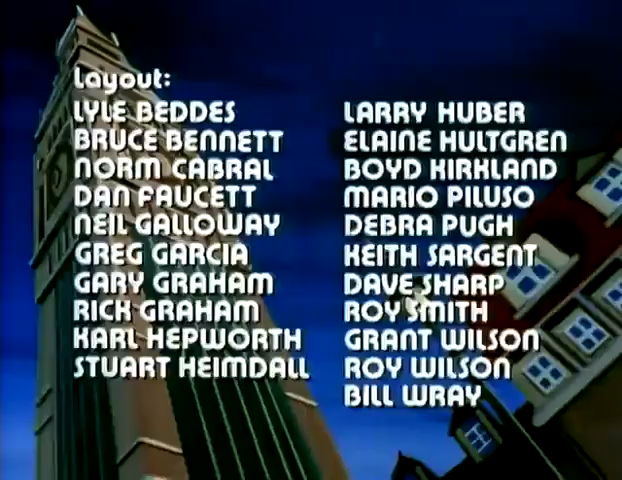 Layout:
LYLE BEDDES
BRUCE BENNETT
NORM CABRAL
DAN FAUCETT
NEIL GALLOWAY
GREG GARCIA
GARY GRAHAM
RICK GRAHAM
KARL HEPWORTH
STUART HEIMDALL
LARRY HUBER
ELAINE HULTGREN
BOYD KIRKLAND
MARIO PILUSO
DEBRA PUGH
KEITH SARGENT
DAVE SHARP
ROY SMITH
GRANT WILSON
ROY WILSON
BILL WRAY